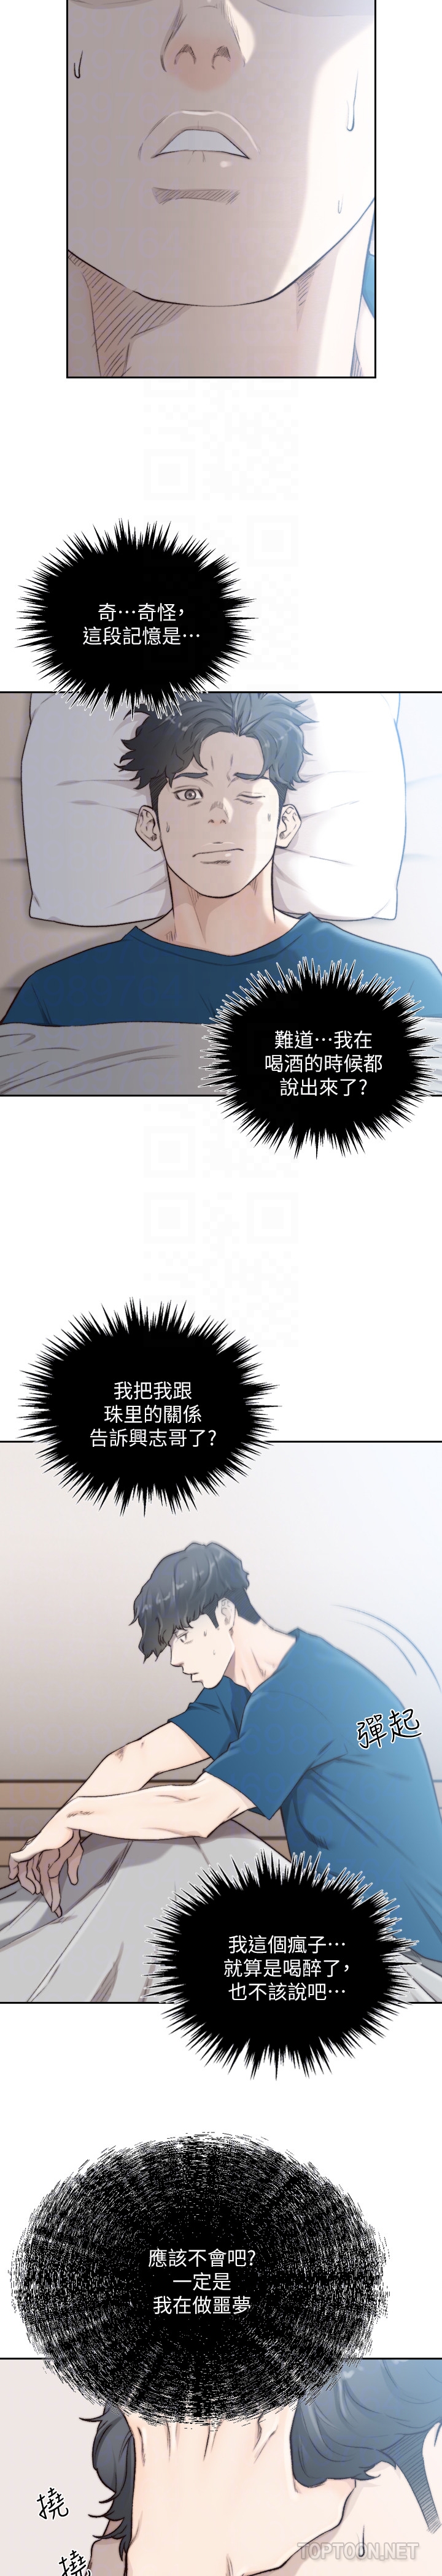 奇⋯奇怪，
這段記憶是⋯
難道⋯我在
喝酒的時候都
說出來了?
我把我跟
珠里的關係
告訴興志哥了?
彈起
我這個瘋子⋯
就算是喝醉了，
也不該說吧⋯
應該不會吧?
一定是
我在做噩夢
撓
撓
TOPTOON.NET